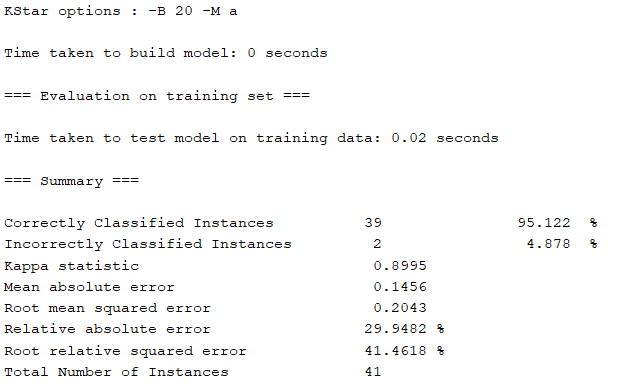 KStar options : -B 20 -M a
Time taken to build model: 0 seconds
=== Evaluation on training set ===
Time taken to test model on training data: 0.02 seconds
=== Summary ===
Correctly Classified Instances 39 95.122 %
Incorrectly Classified Instances 2 4.878 %
Kappa statistic 0.8995
Mean absolute error 0.1456
Root mean squared error 0.2043
Relative absolute error 29.9482 %
Root relative squared error 41.4618 %
Total Number of Instances 41